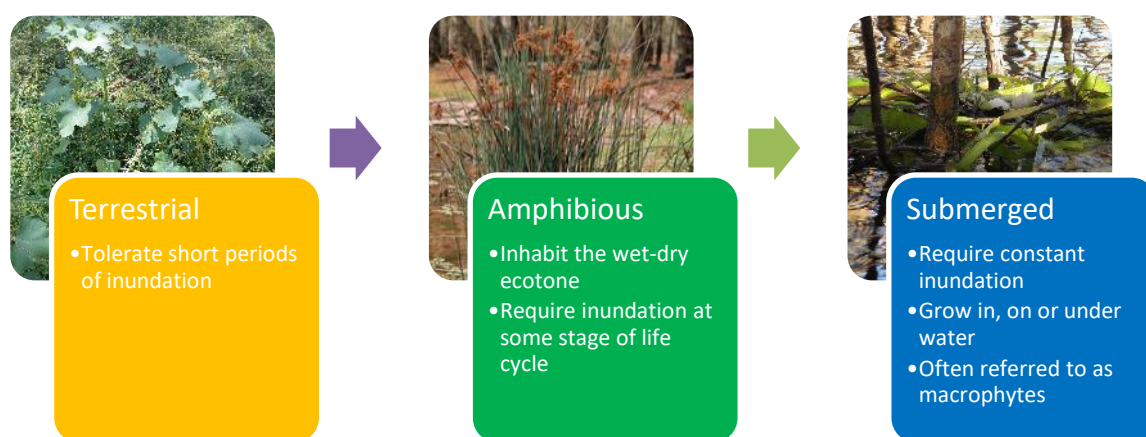 Terrestrial
•Tolerate short periods
of inundation
Amphibious
•Inhabit the wet-dry
ecotone
•Require inundation at
some stage of life
cycle
Submerged
•Require constant
inundation
•Grow in, on or under
water
•Often referred to as
macrophytes